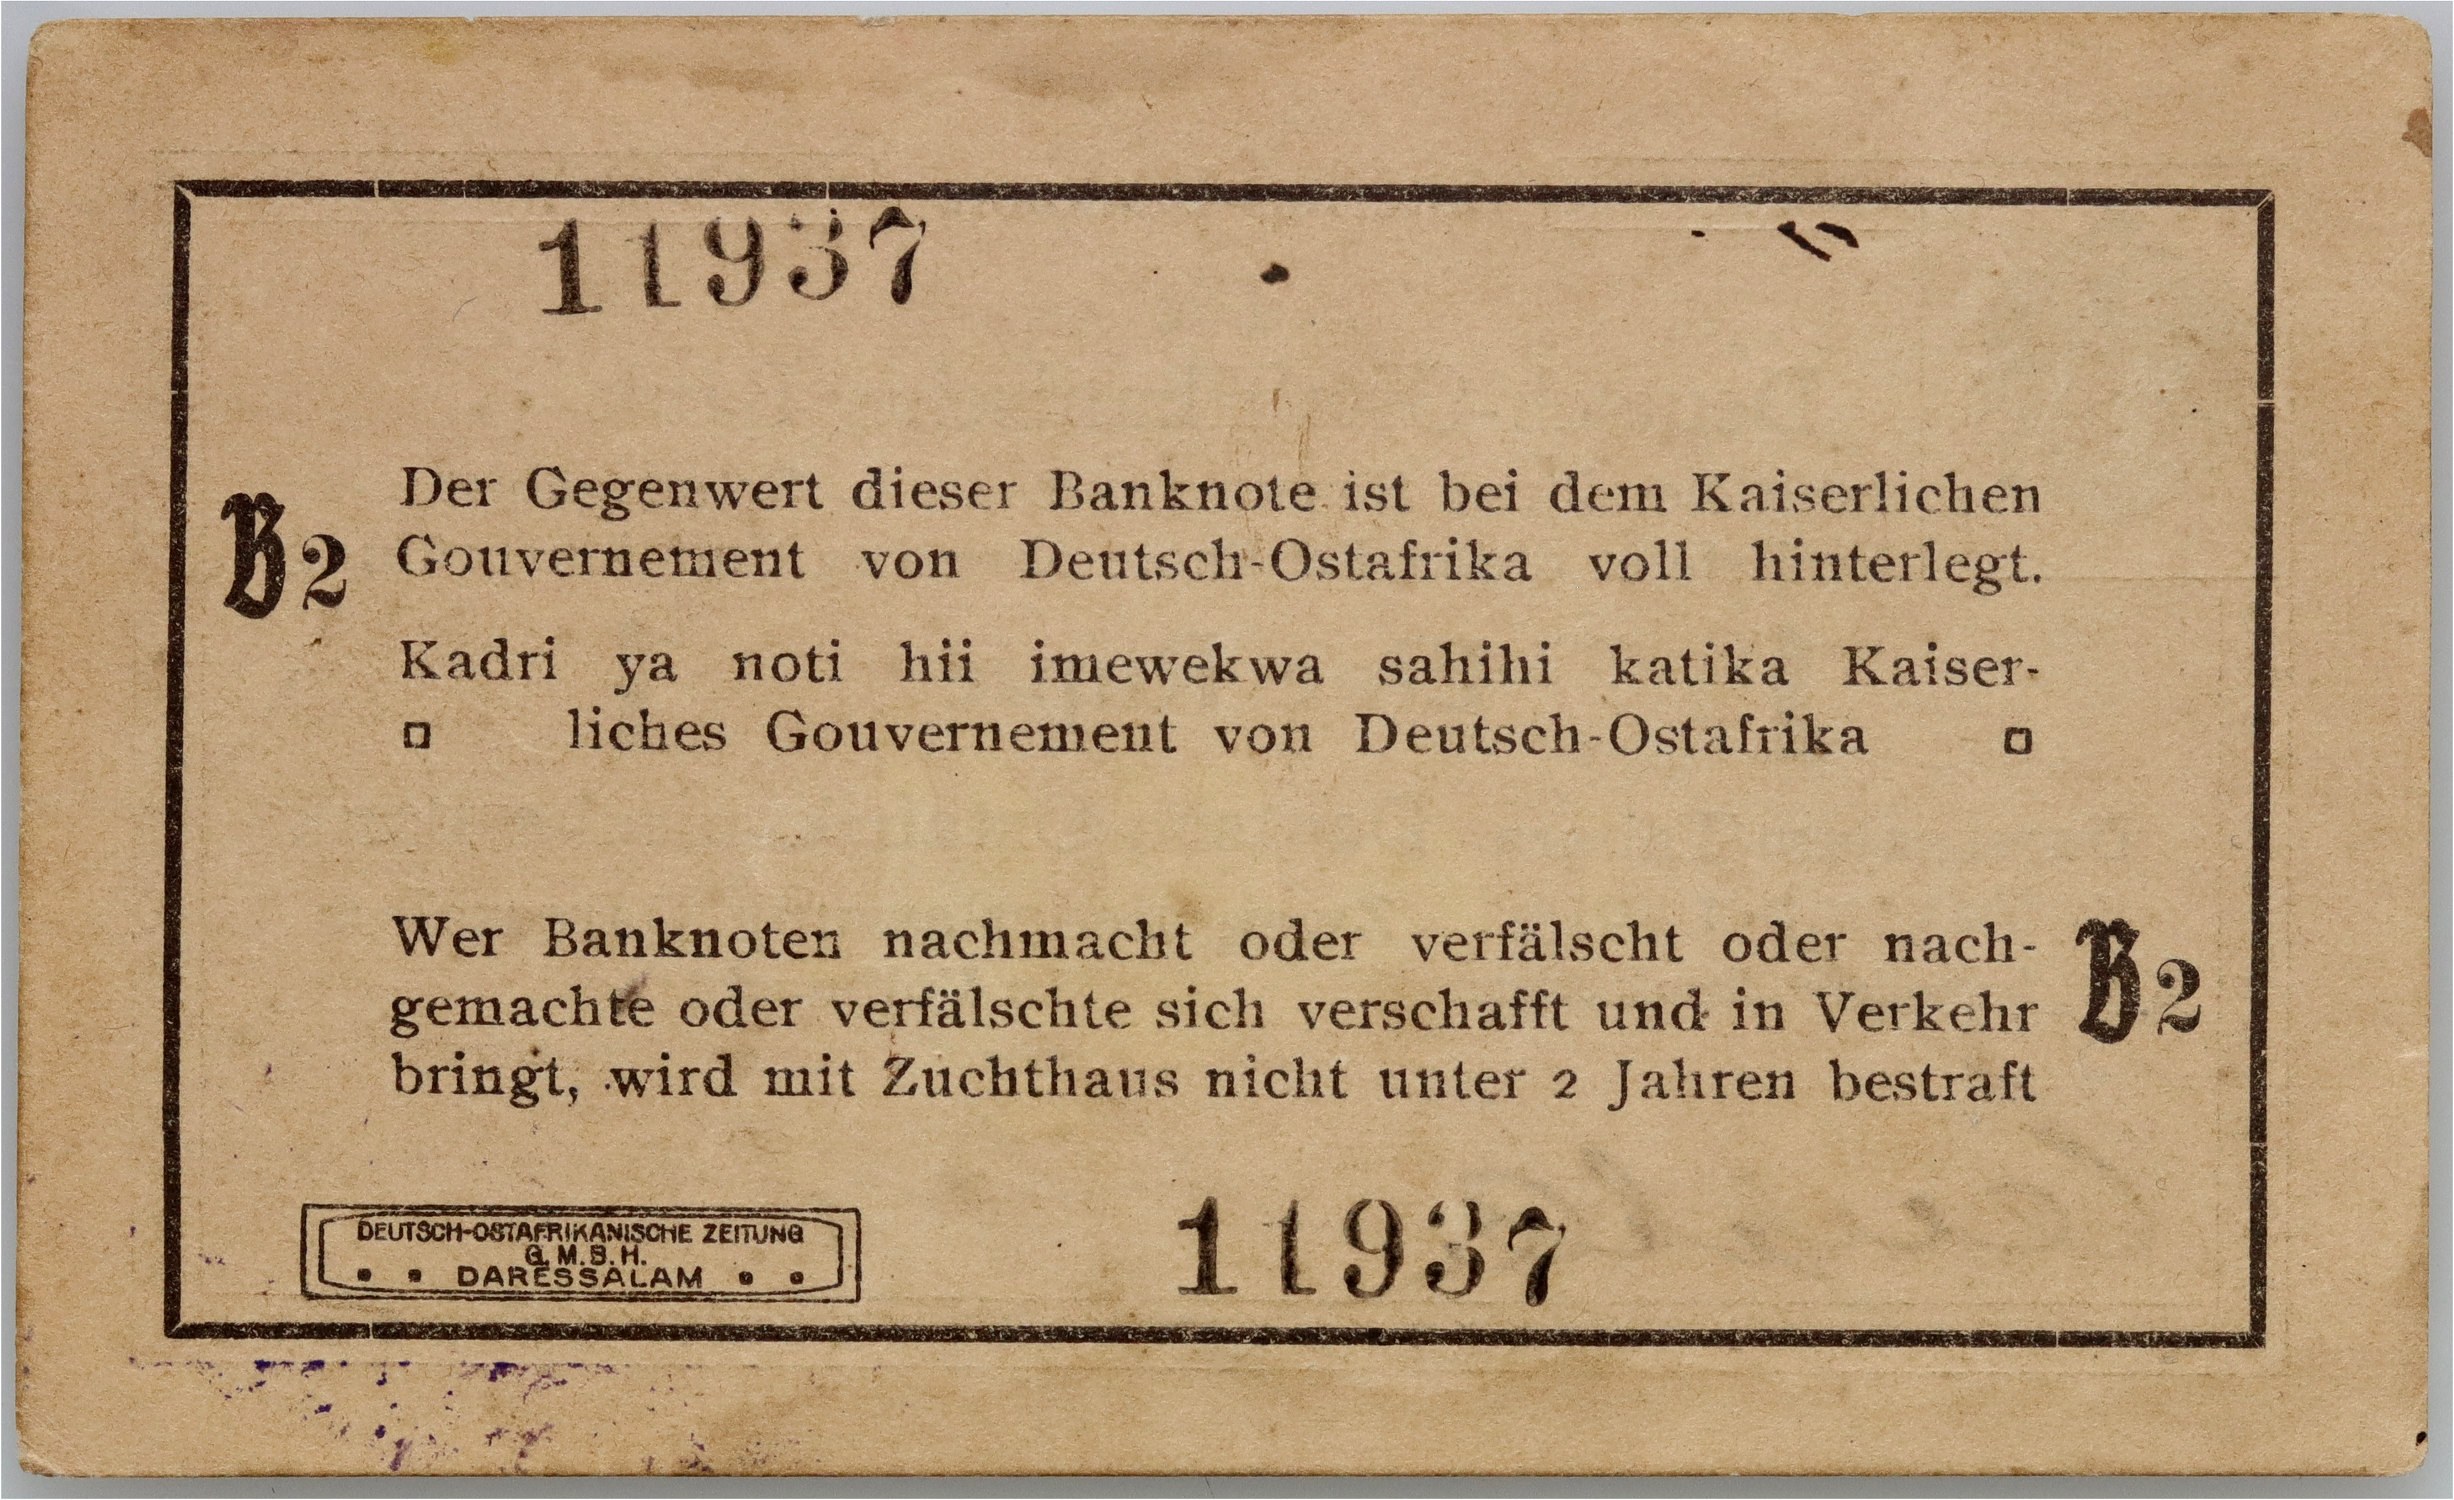 11937
Der Gegenwert dieser Banknote ist bei dem Kaiserlichen
B2 Gouvernement von Deutsch-Ostafrika voll hinterlegt.
Kadri ya noti hii imewekwa sahihi katika Kaiser-
liches Gouvernement von Deutsch-Ostafrika
Wer Banknoten nachmacht oder verfälscht oder nach-
gemachte oder verfälschte sich verschafft und in Verkehr B2
bringt, wird mit Zuchthaus nicht unter 2 Jahren bestraft
DEUTSCH-OSTAFRIKANISCHE ZEITUNG
G.M.B.H.
DARESSALAM
11937